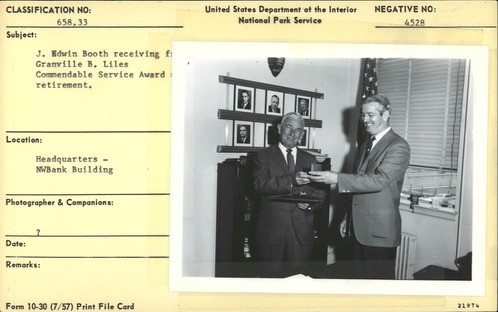 CLASSIFICATION NO:
658.33
United States Department of the Interior
National Park Service
NEGATIVE NO:
4528
Subject:
J. Edwin Booth receiving
Granville B. Liles
Commendable Service Award
retirement.
Location:
Headquarters -
NWBank Building
Photographer & Companions:
?
Date:
Remarks:
Form 10-30 (7/57) Print File Card
21974